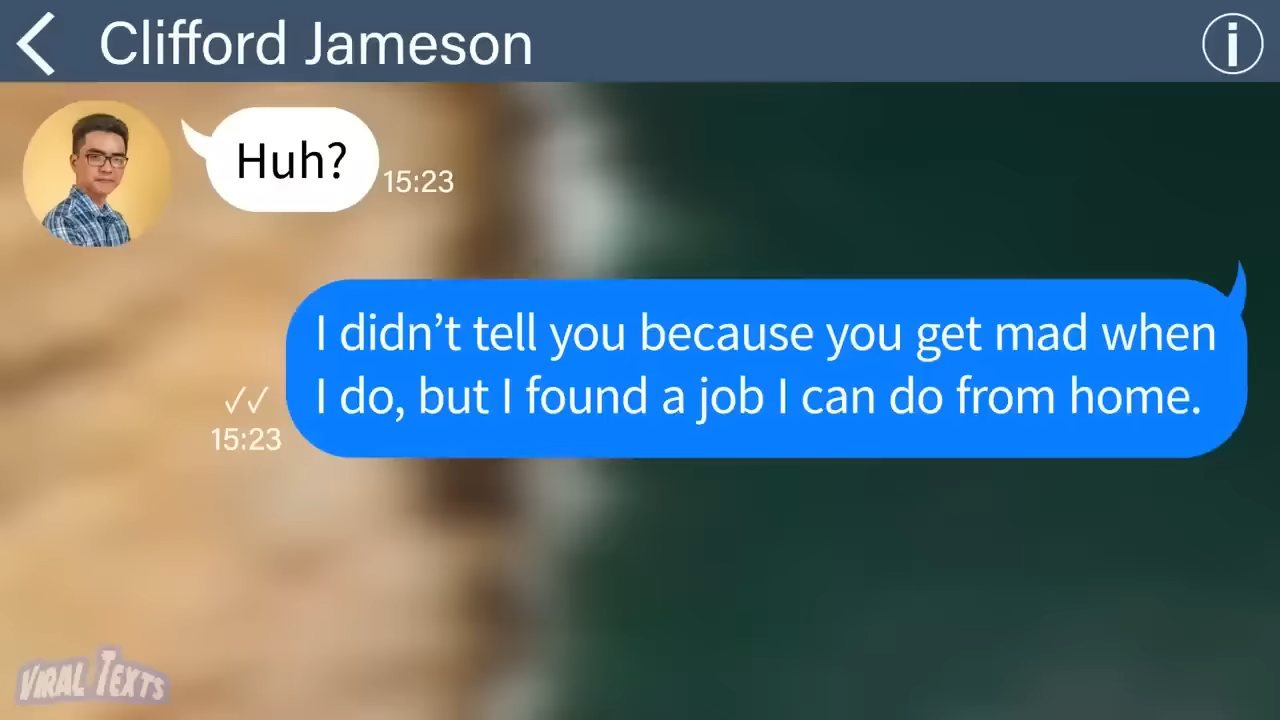 Clifford Jameson
Huh?
15:23
I didn’t tell you because you get mad when
I do, but I found a job I can do from home.
15:23
VIRAL TEXTS